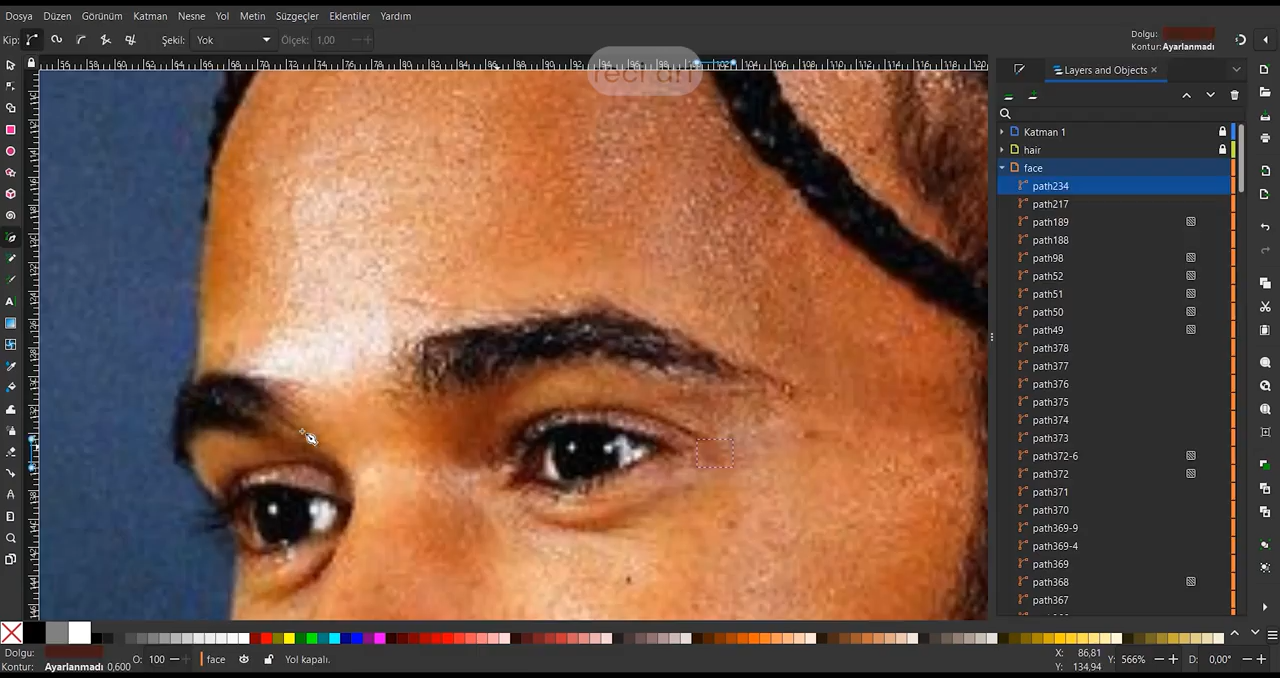 Dosya Düzen Görünüm Katman Nesne Yol Metin Süzgeçler Eklentiler Yardım
Kip: Şekil: Yok Ölçek: 1,00
Dolgu:
Kontur: Ayarlanmadı
Layers and Objects
Katman 1
hair
face
path234
path217
path189
path188
path98
path52
path51
path50
path49
path378
path377
path376
path375
path374
path373
path372-6
path372
path371
path370
path369-9
path369-4
path369
path368
path367
Dolgu:
Kontur: Ayarlanmadı 0,600
O: 100
face
Yol kapalı.
X: 86,81
Y: 134,94
Y: 566%
D: 0,00°